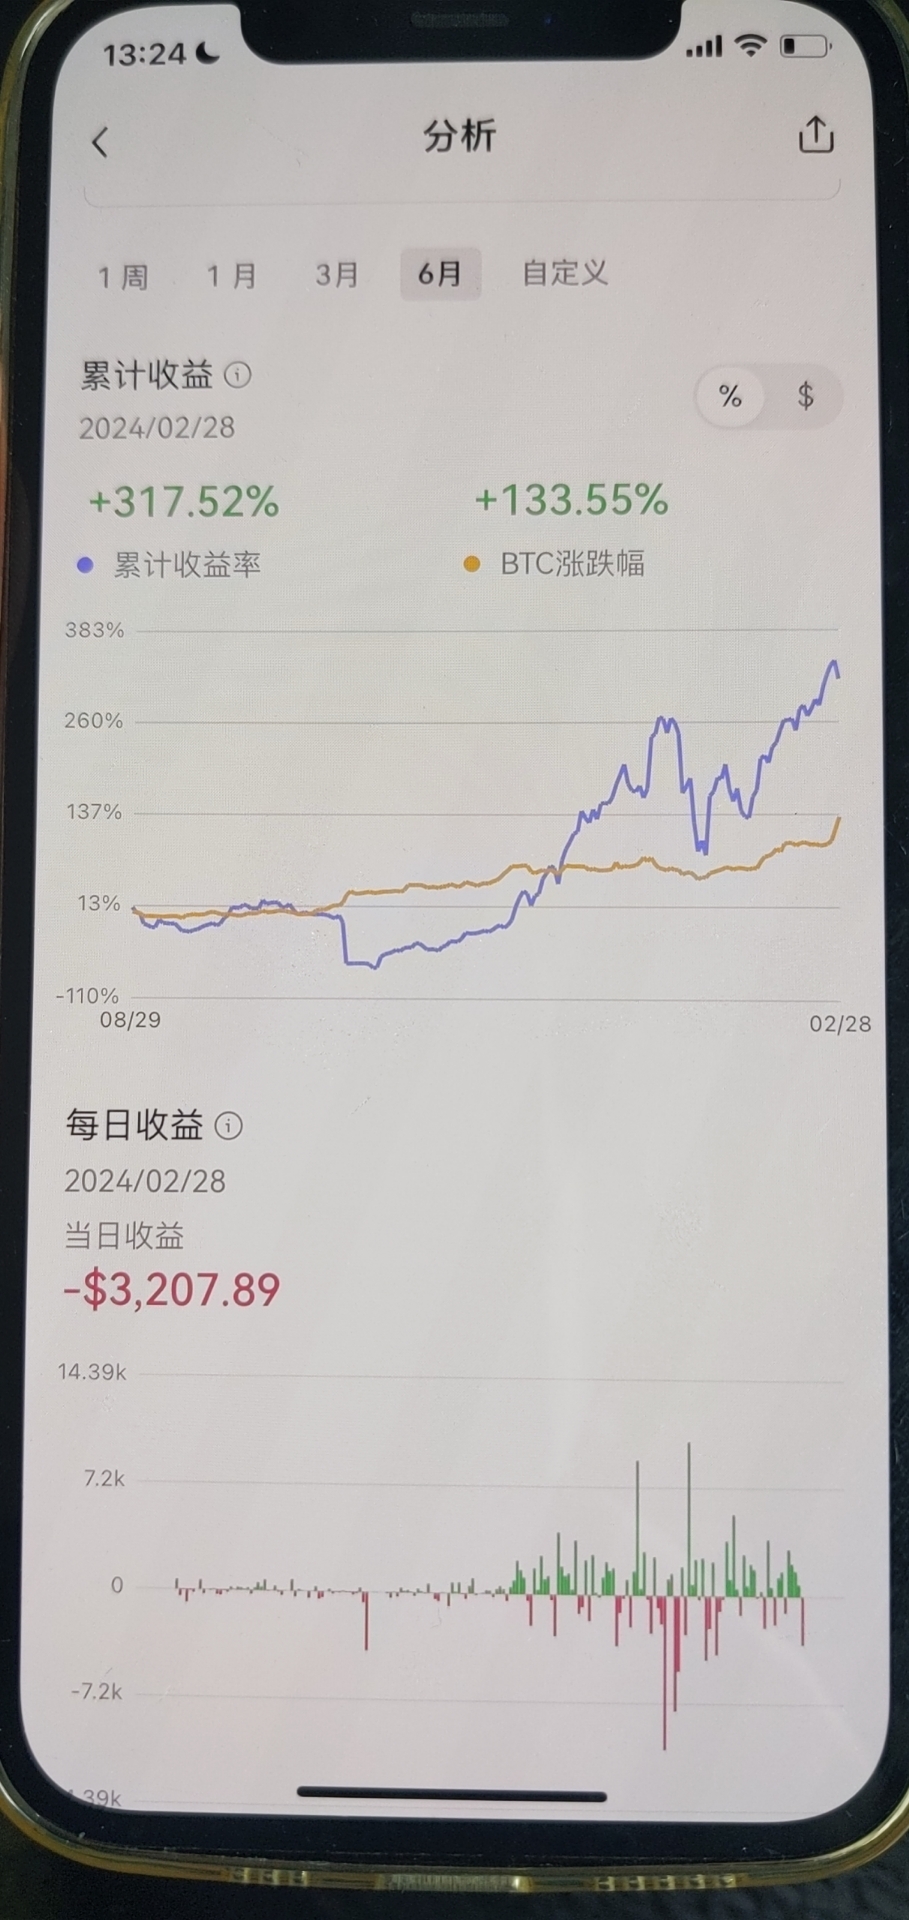 13:24
分析
1周 1月 3月 6月 自定义
累计收益
% $
2024/02/28
+317.52% +133.55%
累计收益率 BTC涨跌幅
383%
260%
137%
13%
-110%
08/29 02/28
每日收益
2024/02/28
当日收益
-$3,207.89
14.39k
7.2k
0
-7.2k
.39k